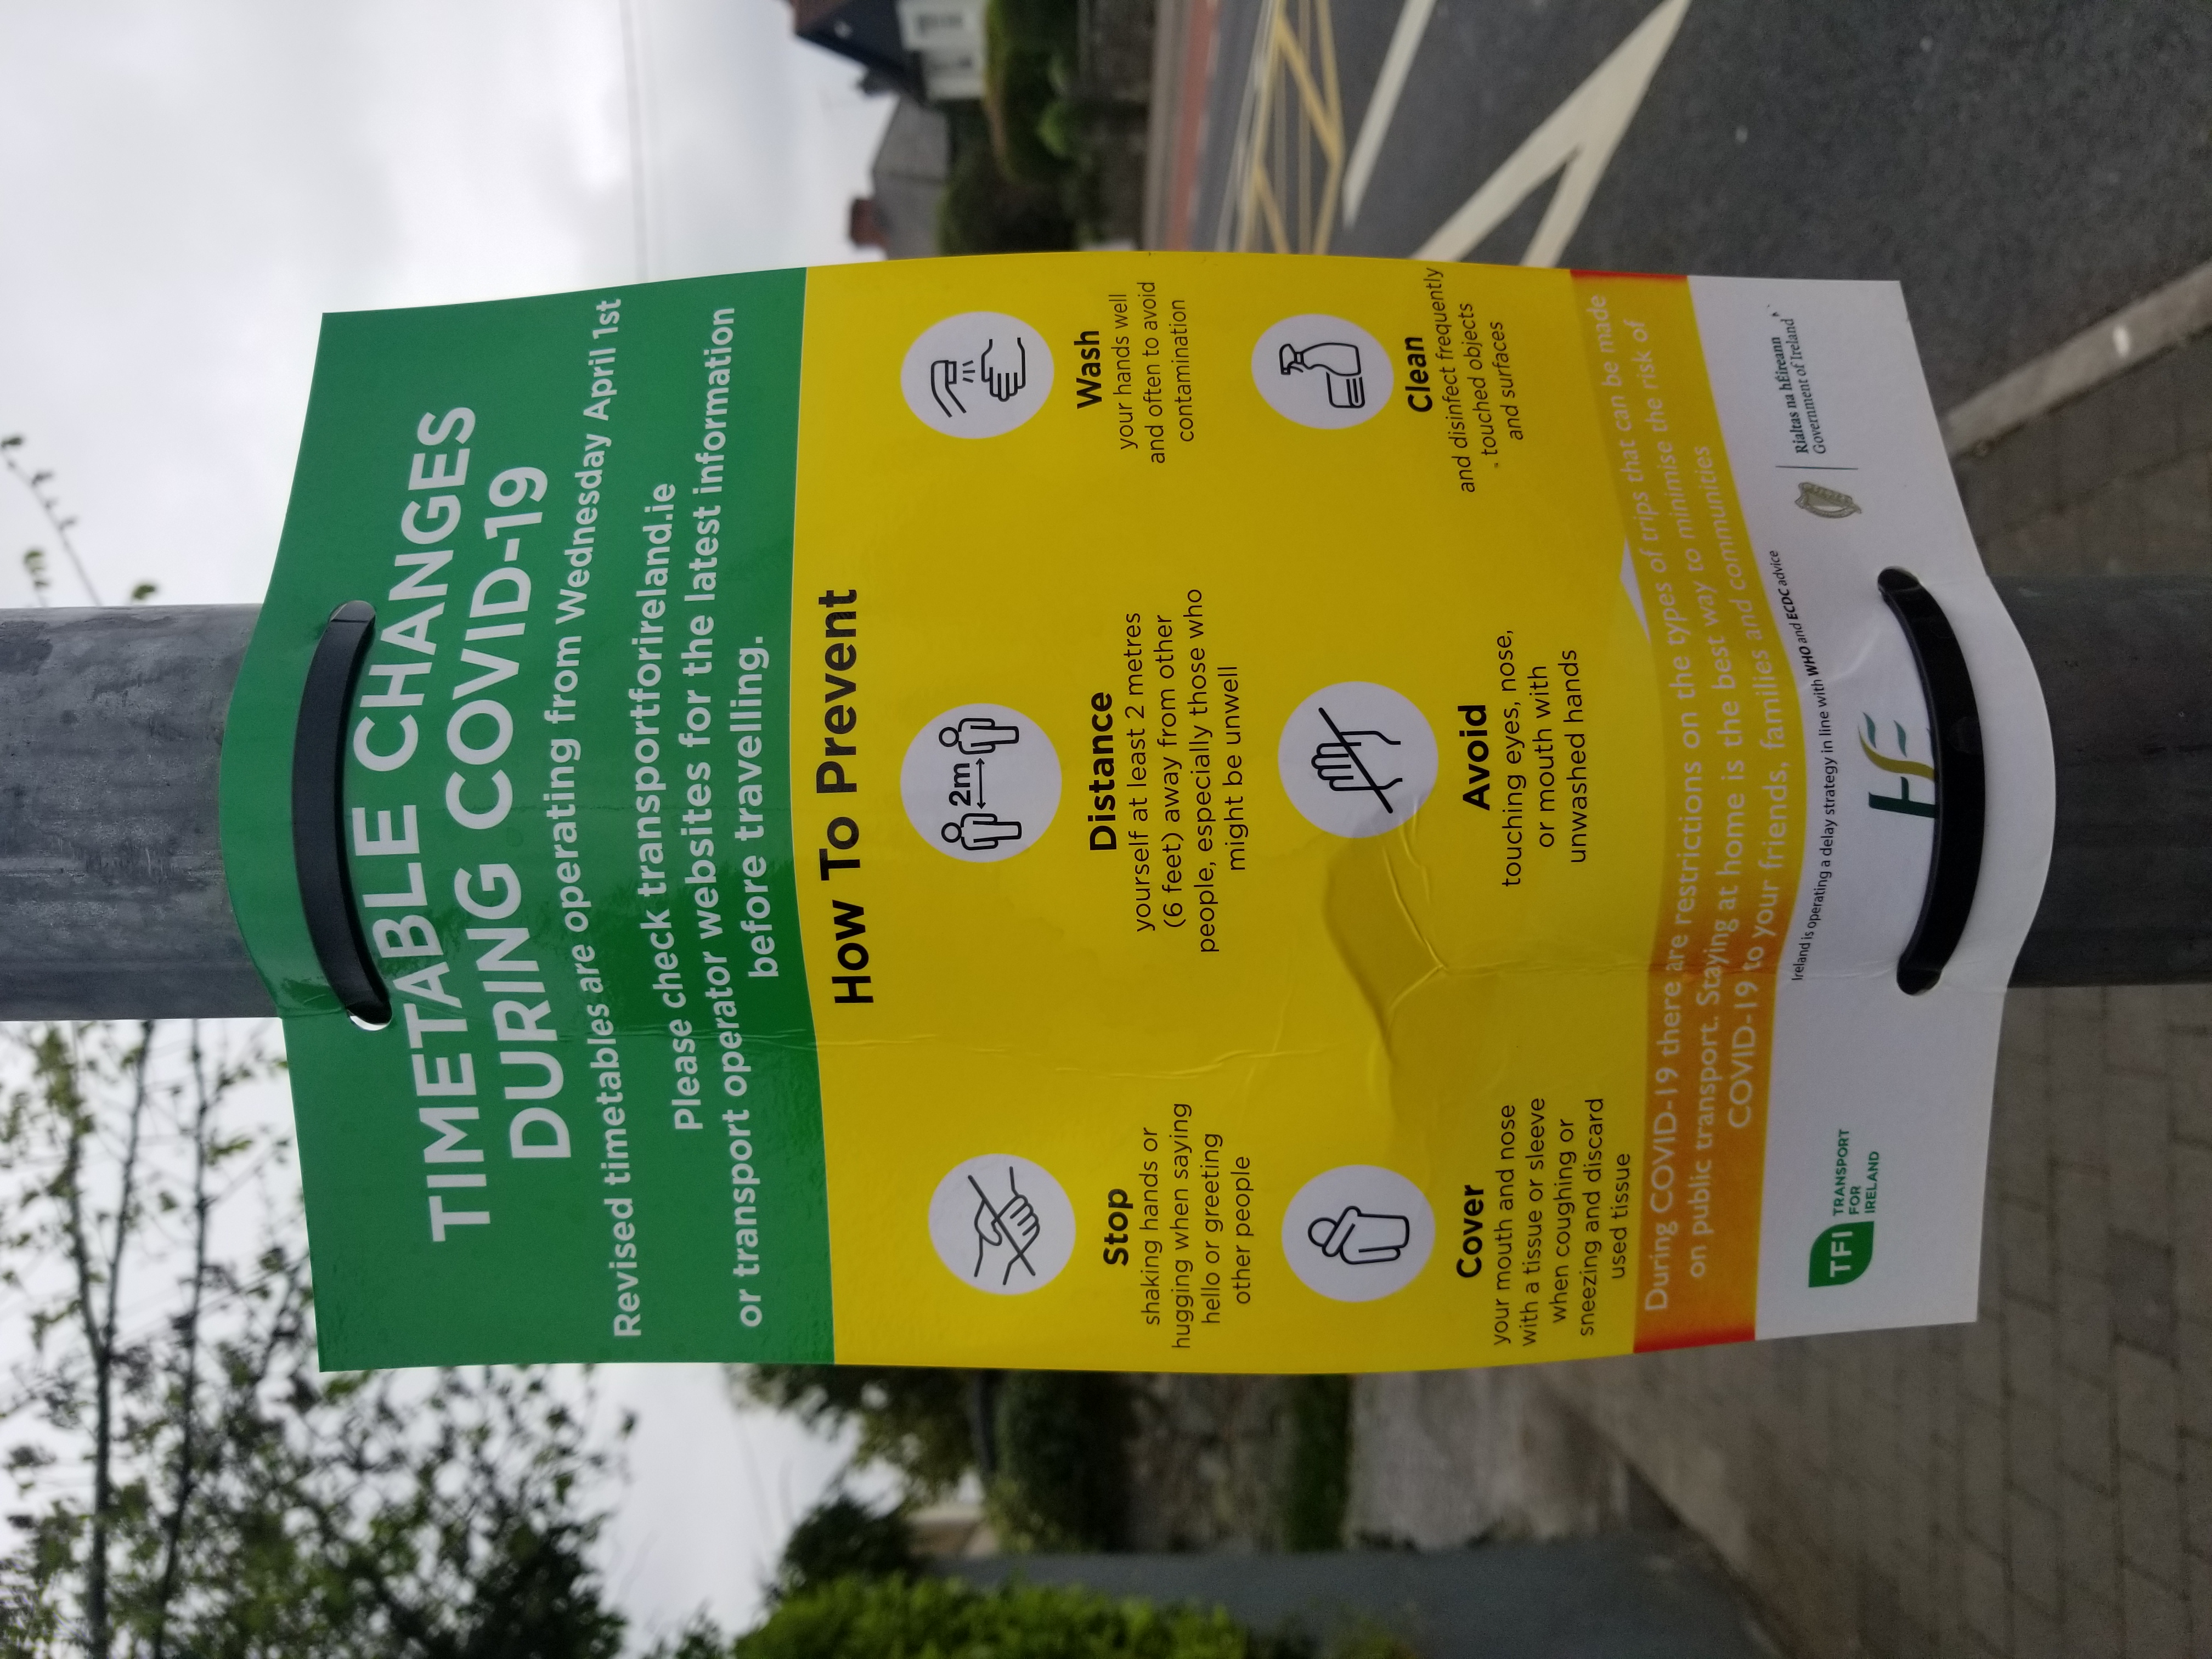 TIMETABLE CHANGES
DURING COVID-19
Revised timetables are operating from Wednesday April 1st
Please check transportforireland.ie
or transport operator websites for the latest information
before travelling.
How To Prevent
Stop
shaking hands or
hugging when saying
hello or greeting
other people
2m
Distance
yourself at least 2 metres
(6 feet) away from other
people, especially those who
might be unwell
Wash
your hands well
and often to avoid
contamination
Cover
your mouth and nose
with a tissue or sleeve
when coughing or
sneezing and discard
used tissue
Avoid
touching eyes, nose,
or mouth with
unwashed hands
Clean
and disinfect frequently
touched objects
and surfaces
During COVID-19 there are restrictions on the types of trips that can be made
on public transport. Staying at home is the best way to minimise the risk of
COVID-19 to your friends, families and communities
Ireland is operating a delay strategy in line with WHO and ECDC advice
TFI
TRANSPORT
FOR
IRELAND
HSE
Rialtas na hÉireann
Government of Ireland